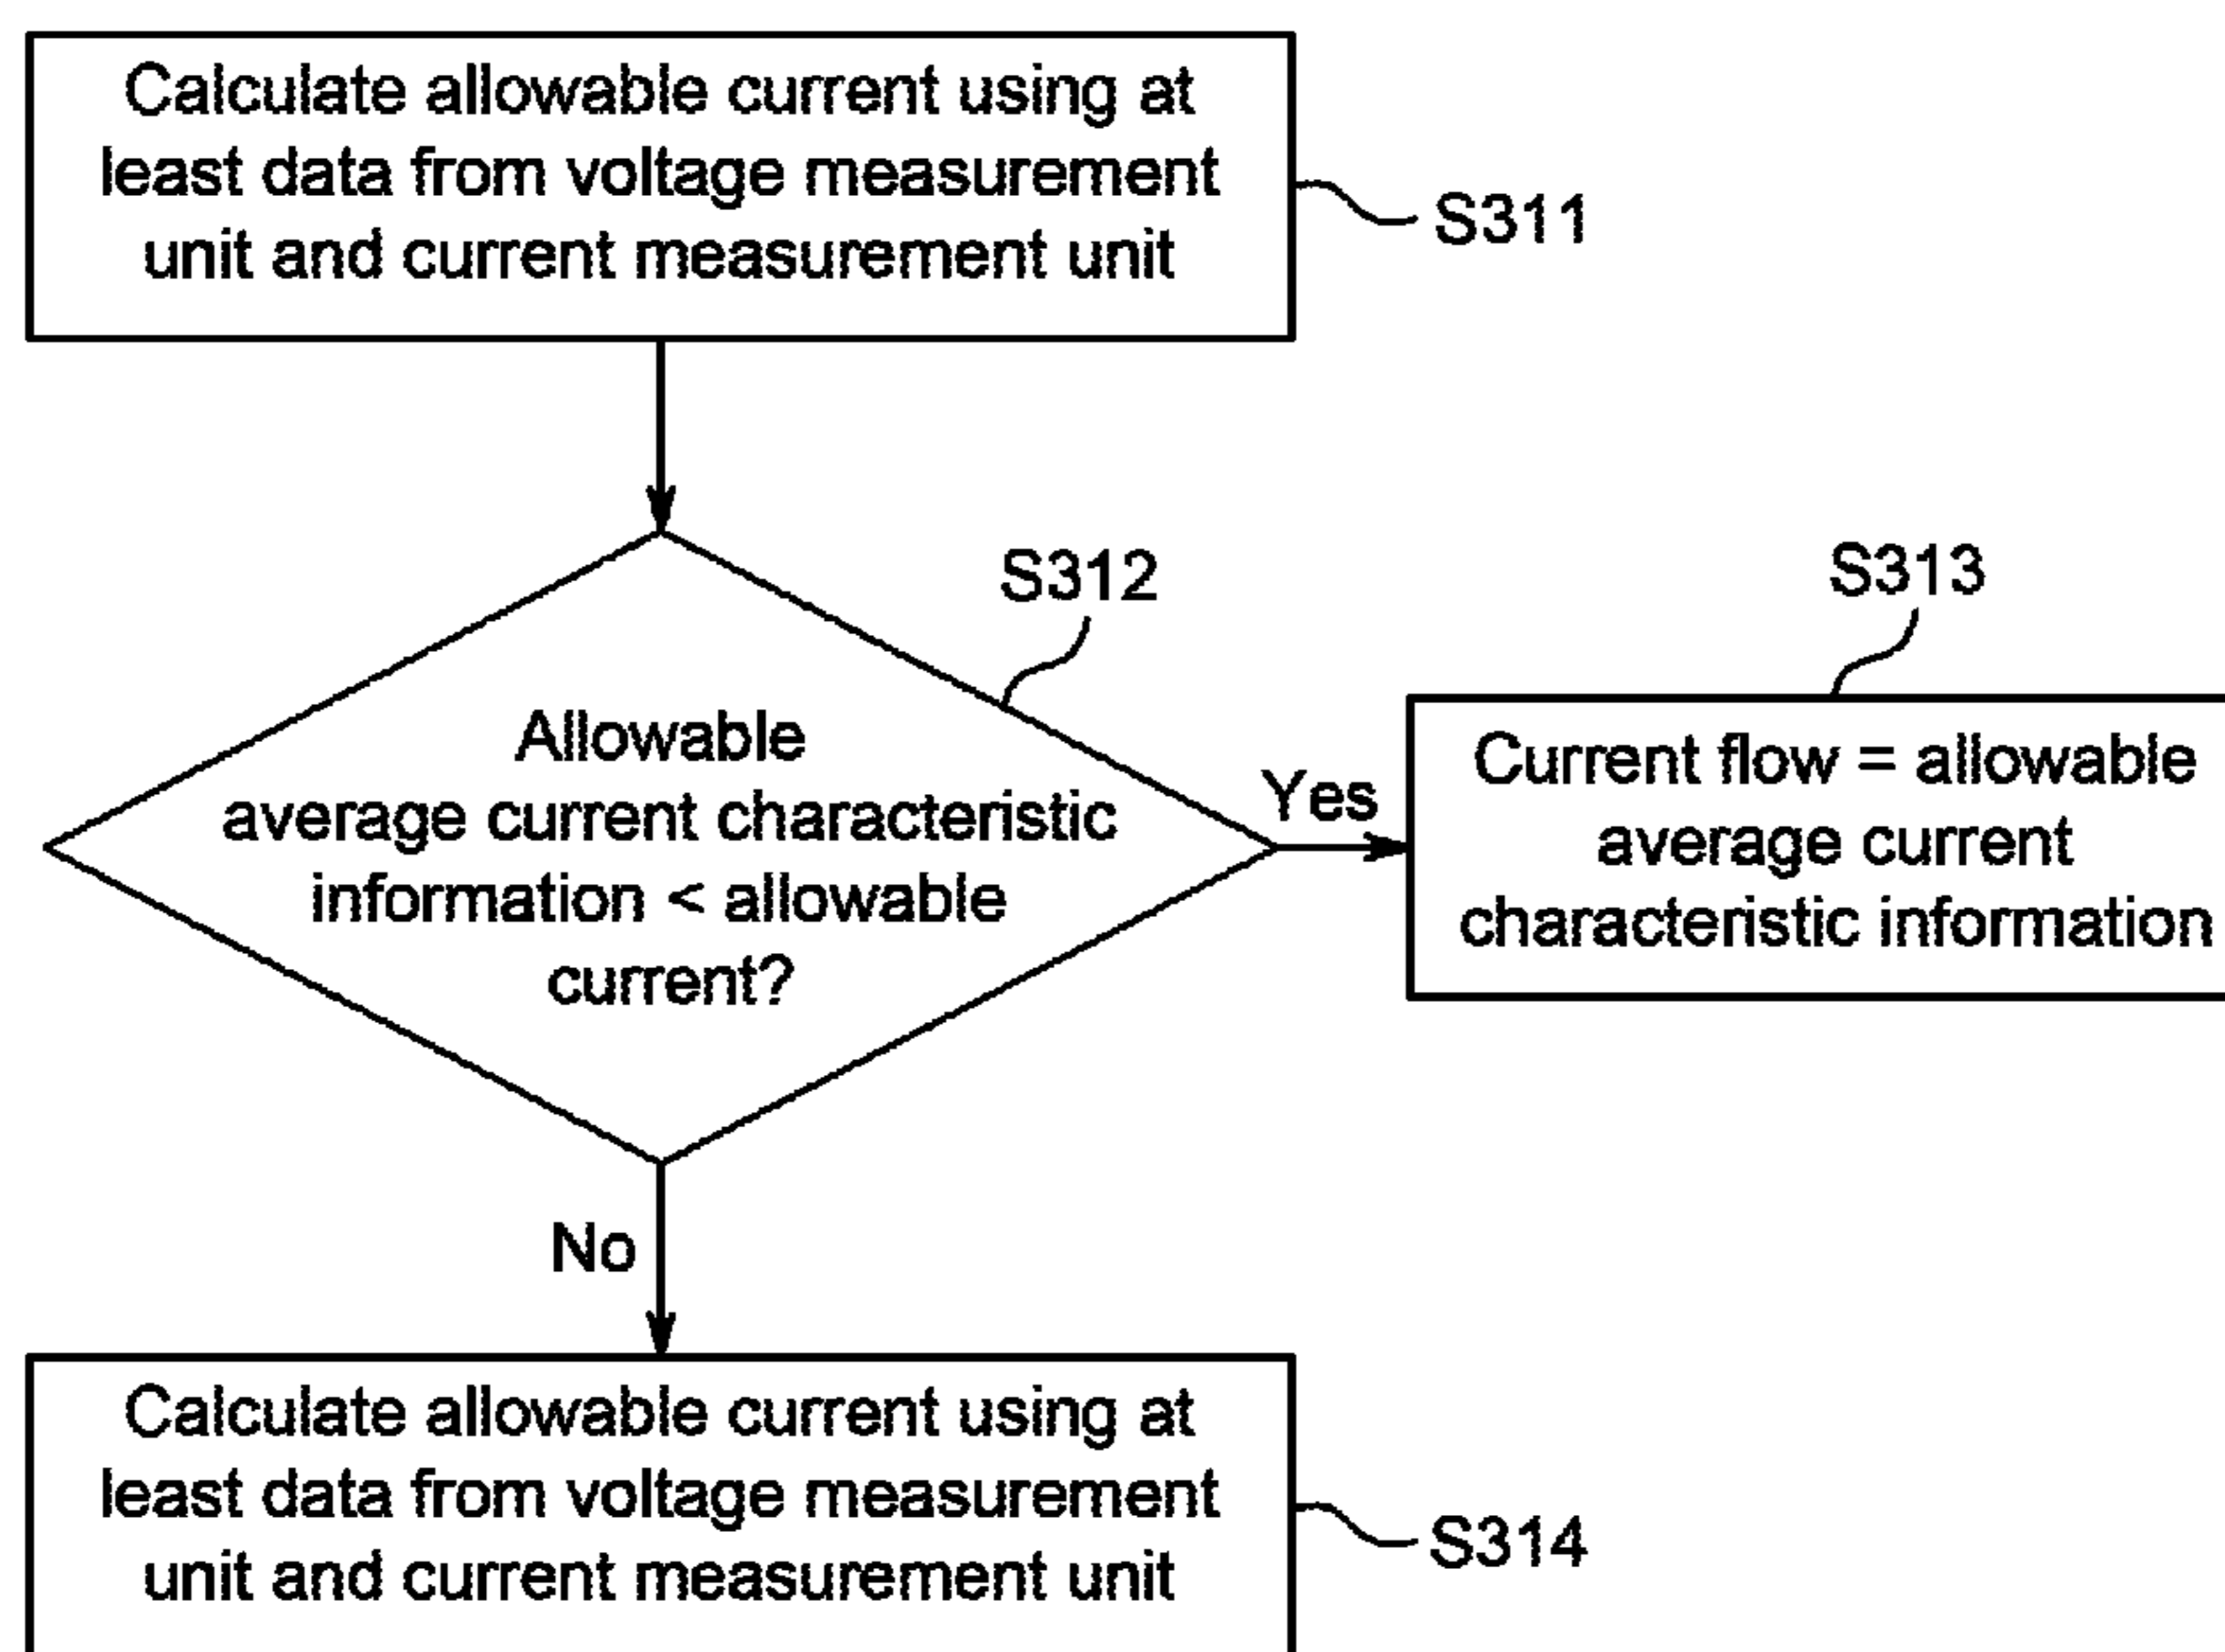 Calculate allowable current using at
least data from voltage measurement
unit and current measurement unit
S311
S312
S313
Allowable
average current characteristic
information < allowable
current?
Yes
Current flow = allowable
average current
characteristic information
No
Calculate allowable current using at
least data from voltage measurement
unit and current measurement unit
S314